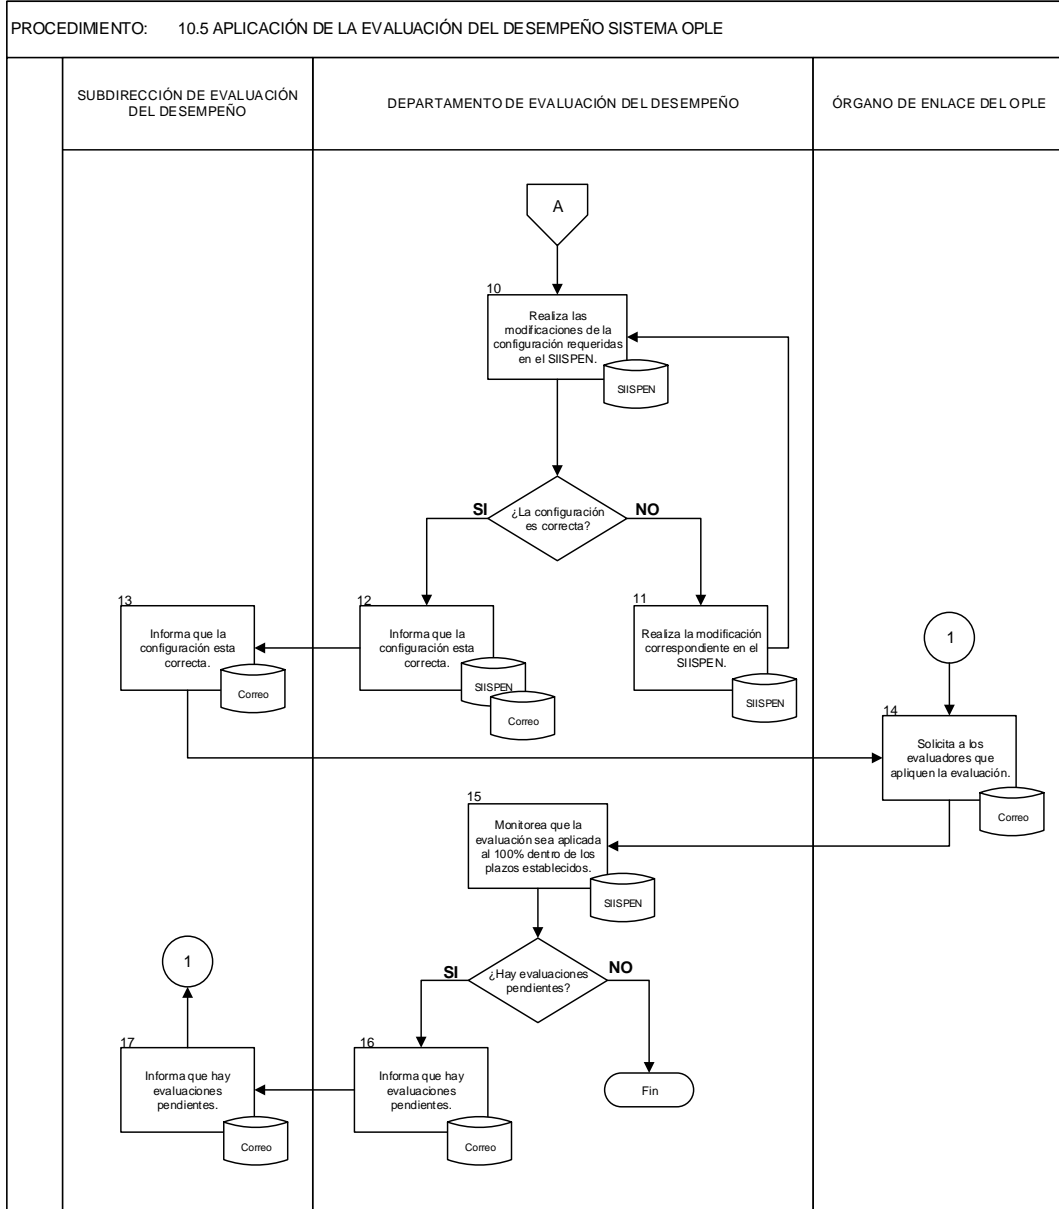 PROCEDIMIENTO: 10.5 APLICACIÓN DE LA EVALUACIÓN DEL DESEMPEÑO SISTEMA OPLE
SUBDIRECCIÓN DE EVALUACIÓN
DEL DESEMPEÑO
DEPARTAMENTO DE EVALUACIÓN DEL DESEMPEÑO
ÓRGANO DE ENLACE DEL OPLE
A
10
Realiza las
modificaciones de la
configuración requeridas
en el SIISPEN.
SIISPEN
¿La configuración
es correcta?
SI
NO
13
Informa que la
configuración esta
correcta.
Correo
12
Informa que la
configuración esta
correcta.
SIISPEN
Correo
11
Realiza la modificación
correspondiente en el
SIISPEN.
SIISPEN
1
14
Solicita a los
evaluadores que
apliquen la evaluación.
Correo
15
Monitorea que la
evaluación sea aplicada
al 100% dentro de los
plazos establecidos.
SIISPEN
¿Hay evaluaciones
pendientes?
SI
NO
1
17
Informa que hay
evaluaciones
pendientes.
Correo
16
Informa que hay
evaluaciones
pendientes.
Correo
Fin